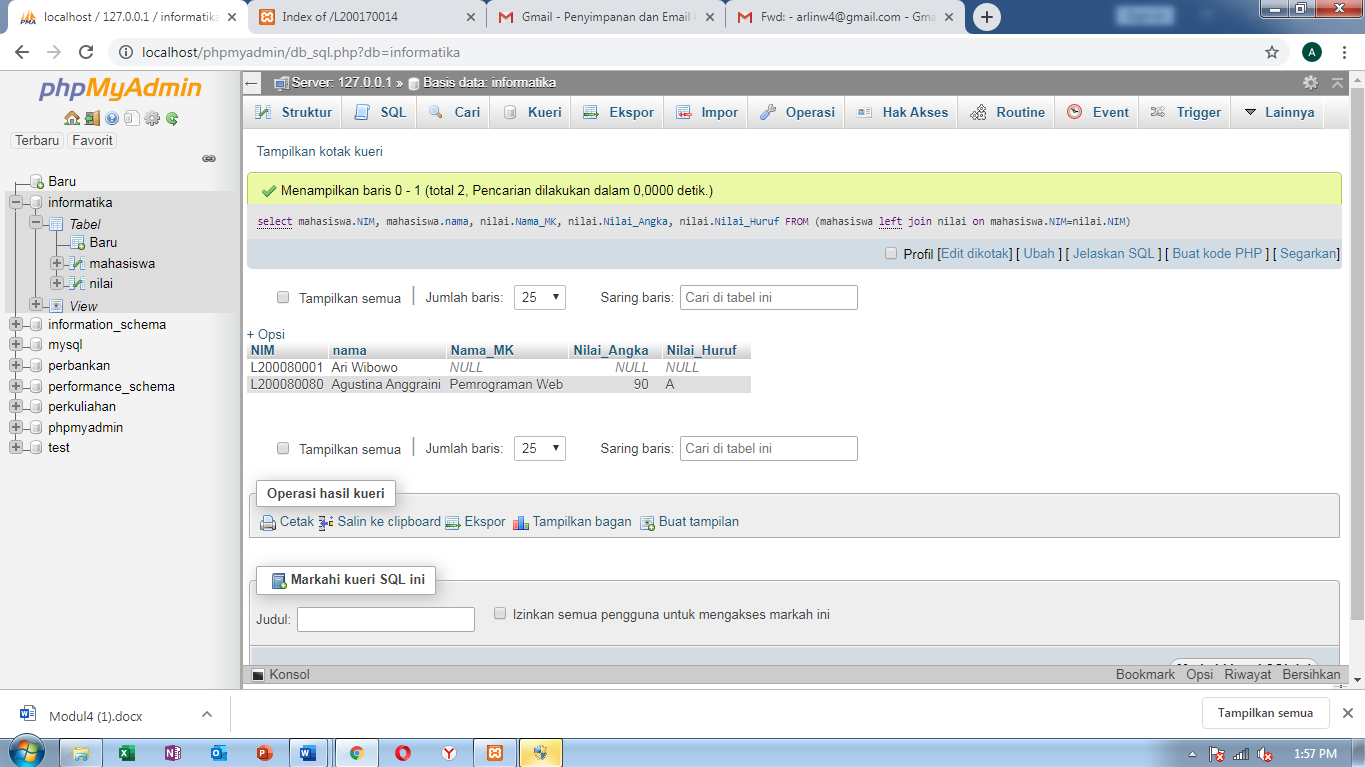 localhost / 127.0.0.1 / informatika
Index of /L200170014
Gmail - Penyimpanan dan Email G
Fwd: - arlinw4@gmail.com - Gma
localhost/phpmyadmin/db_sql.php?db=informatika
A
phpMyAdmin
Terbaru Favorit
Baru
informatika
Tabel
Baru
mahasiswa
nilai
View
information_schema
mysql
perbankan
performance_schema
perkuliahan
phpmyadmin
test
Server: 127.0.0.1 » Basis data: informatika
Struktur SQL Cari Kueri Ekspor Impor Operasi Hak Akses Routine Event Trigger Lainnya
Tampilkan kotak kueri
Menampilkan baris 0 - 1 (total 2, Pencarian dilakukan dalam 0,0000 detik.)
select mahasiswa.NIM, mahasiswa.nama, nilai.Nama_MK, nilai.Nilai_Angka, nilai.Nilai_Huruf FROM (mahasiswa left join nilai on mahasiswa.NIM=nilai.NIM)
Profil [Edit dikotak] [ Ubah ] [ Jelaskan SQL ] [ Buat kode PHP ] [ Segarkan]
Tampilkan semua | Jumlah baris: 25 Saring baris: Cari di tabel ini
+ Opsi
NIM nama Nama_MK Nilai_Angka Nilai_Huruf
L200080001 Ari Wibowo NULL NULL NULL
L200080080 Agustina Anggraini Pemrograman Web 90 A
Tampilkan semua | Jumlah baris: 25 Saring baris: Cari di tabel ini
Operasi hasil kueri
Cetak Salin ke clipboard Ekspor Tampilkan bagan Buat tampilan
Markahi kueri SQL ini
Judul: Izinkan semua pengguna untuk mengakses markah ini
Konsol Bookmark Opsi Riwayat Bersihkan
Modul4 (1).docx Tampilkan semua
1:57 PM